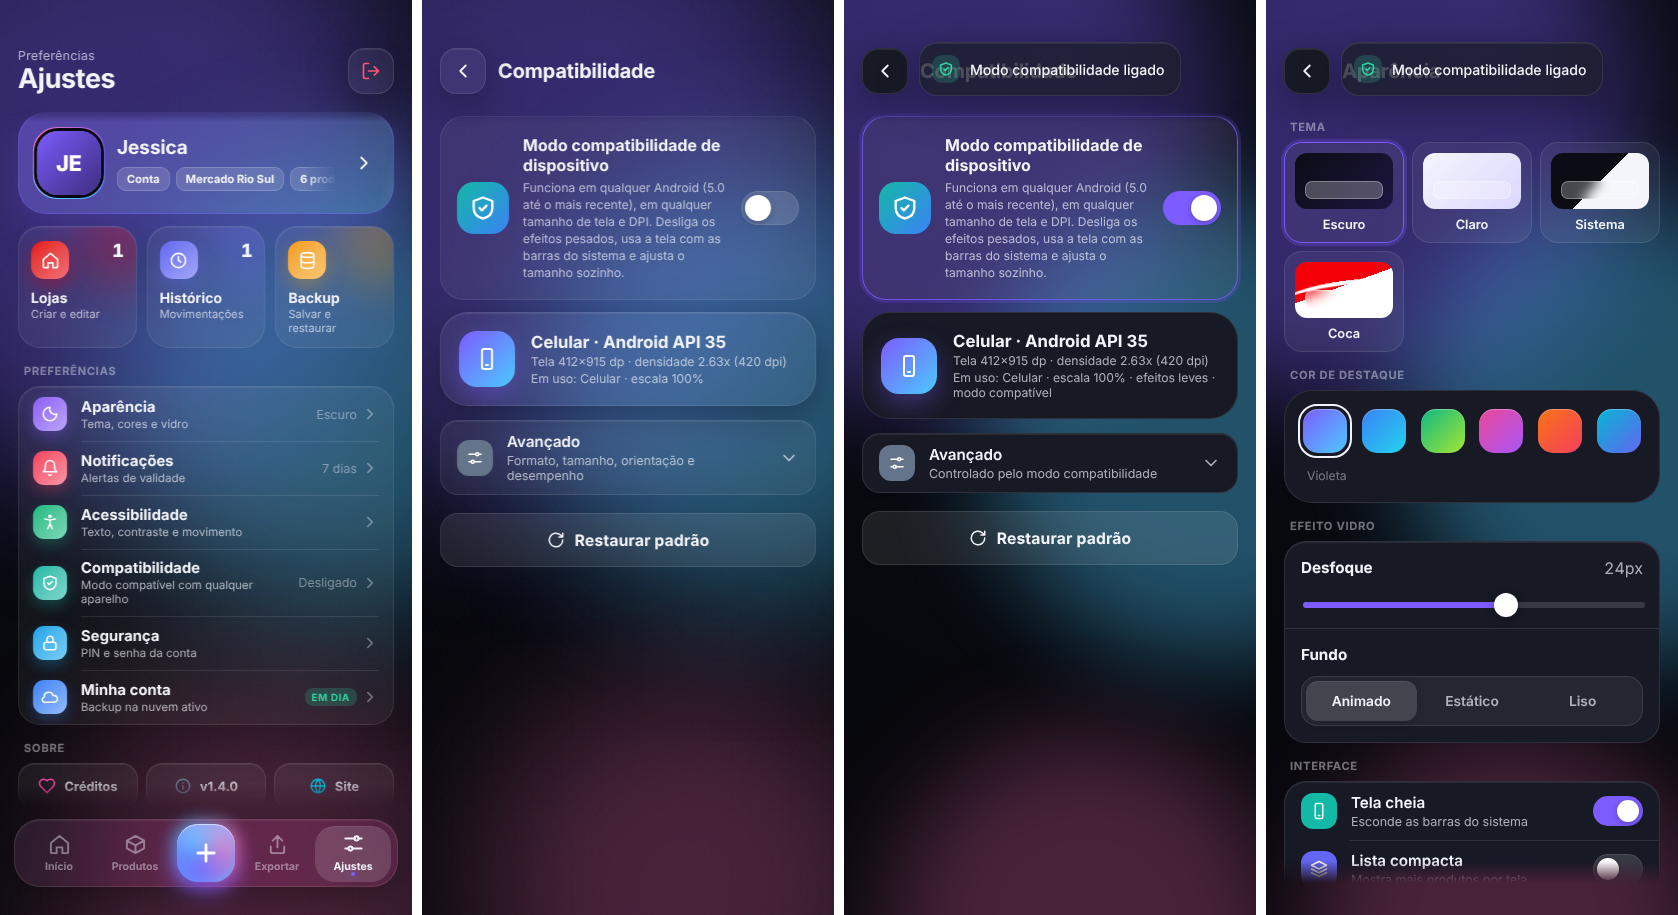 Preferências
Ajustes
JE
Jessica
Conta
Mercado Rio Sul
6 prod
1
Lojas
Criar e editar
1
Histórico
Movimentações
Backup
Salvar e
restaurar
PREFERÊNCIAS
Aparência
Tema, cores e vidro
Escuro
Notificações
Alertas de validade
7 dias
Acessibilidade
Texto, contraste e movimento
Compatibilidade
Modo compatível com qualquer
aparelho
Desligado
Segurança
PIN e senha da conta
Minha conta
Backup na nuvem ativo
EM DIA
SOBRE
Créditos
v1.4.0
Site
Início
Produtos
Exportar
Ajustes
Compatibilidade
Modo compatibilidade de
dispositivo
Funciona em qualquer Android (5.0
até o mais recente), em qualquer
tamanho de tela e DPI. Desliga os
efeitos pesados, usa a tela com as
barras do sistema e ajusta o
tamanho sozinho.
Celular · Android API 35
Tela 412×915 dp · densidade 2.63x (420 dpi)
Em uso: Celular · escala 100%
Avançado
Formato, tamanho, orientação e
desempenho
Restaurar padrão
Compatibilidade
Modo compatibilidade ligado
Modo compatibilidade de
dispositivo
Funciona em qualquer Android (5.0
até o mais recente), em qualquer
tamanho de tela e DPI. Desliga os
efeitos pesados, usa a tela com as
barras do sistema e ajusta o
tamanho sozinho.
Celular · Android API 35
Tela 412×915 dp · densidade 2.63x (420 dpi)
Em uso: Celular · escala 100% · efeitos leves ·
modo compatível
Avançado
Controlado pelo modo compatibilidade
Restaurar padrão
Aparência
Modo compatibilidade ligado
TEMA
Escuro
Claro
Sistema
Coca
COR DE DESTAQUE
Violeta
EFEITO VIDRO
Desfoque
24px
Fundo
Animado
Estático
Liso
INTERFACE
Tela cheia
Esconde as barras do sistema
Lista compacta
Mostra mais produtos por tela